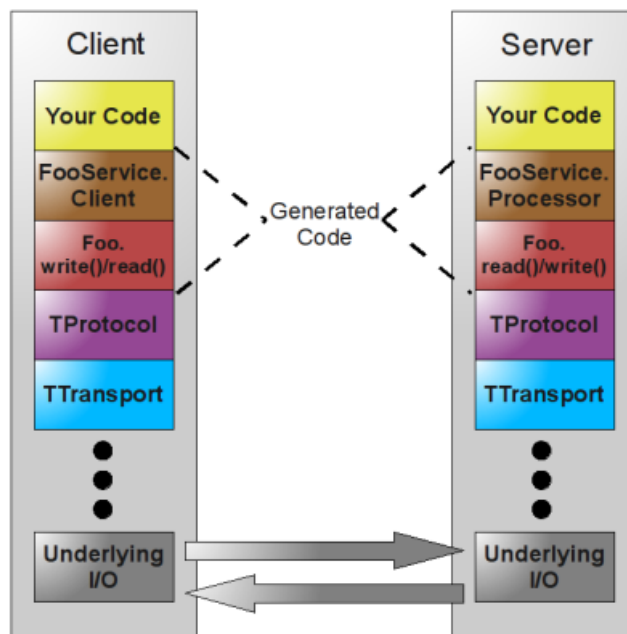 Client
Your Code
FooService.
Client
Foo.
write()/read()
TProtocol
TTransport
Underlying
I/O
Generated
Code
Server
Your Code
FooService.
Processor
Foo.
read()/write()
TProtocol
TTransport
Underlying
I/O